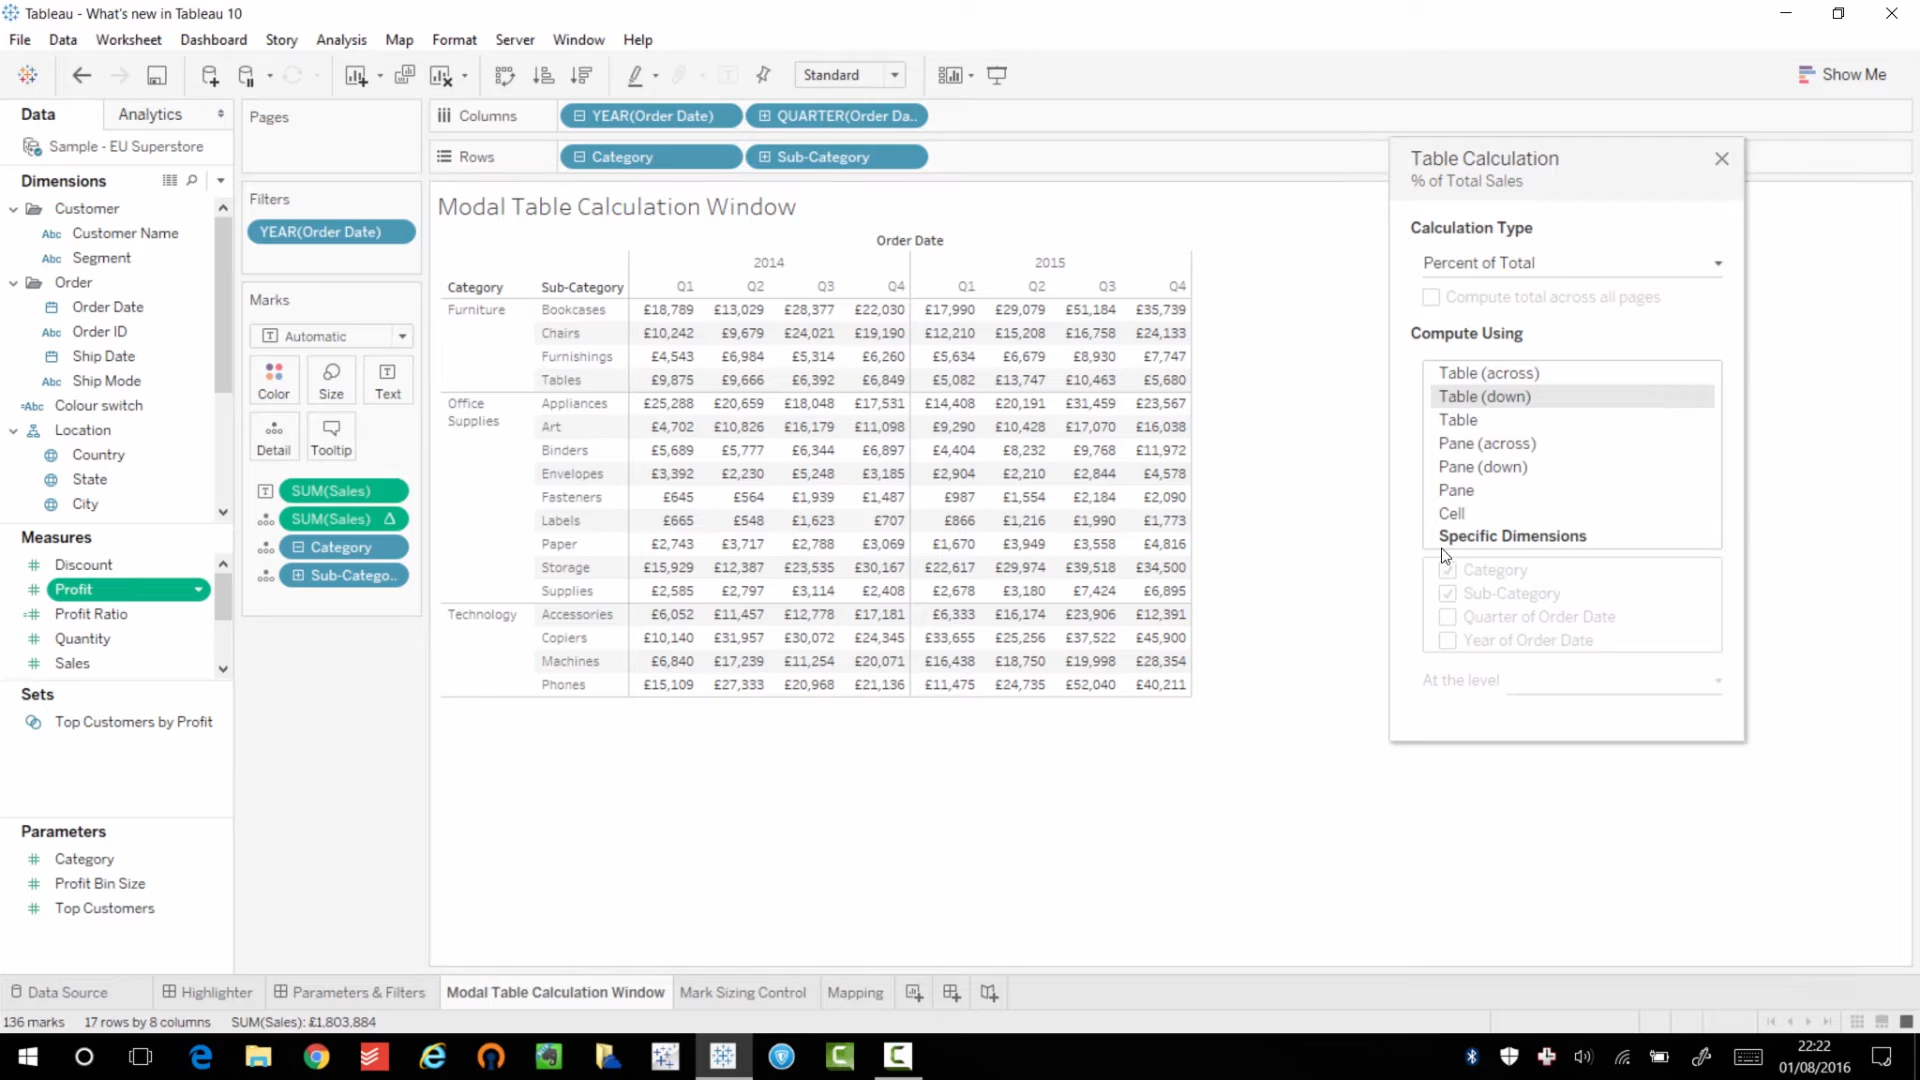 Tableau - What's new in Tableau 10
File Data Worksheet Dashboard Story Analysis Map Format Server Window Help
Standard
Show Me
Data Analytics
Sample - EU Superstore
Dimensions
Customer
Abc Customer Name
Abc Segment
Order
Order Date
Abc Order ID
Ship Date
Abc Ship Mode
=Abc Colour switch
Location
Country
State
City
Measures
# Discount
# Profit
=# Profit Ratio
# Quantity
# Sales
Sets
Top Customers by Profit
Parameters
# Category
# Profit Bin Size
# Top Customers
Pages
Filters
YEAR(Order Date)
Marks
T Automatic
Color Size Text
Detail Tooltip
SUM(Sales)
SUM(Sales) Δ
Category
Sub-Catego..
Columns YEAR(Order Date) QUARTER(Order Da..
Rows Category Sub-Category
Modal Table Calculation Window
Order Date
2014 2015
Category Sub-Category Q1 Q2 Q3 Q4 Q1 Q2 Q3 Q4
Furniture Bookcases £18,789 £13,029 £28,377 £22,030 £17,990 £29,079 £51,184 £35,739
Chairs £10,242 £9,679 £24,021 £19,190 £12,210 £15,208 £16,758 £24,133
Furnishings £4,543 £6,984 £5,314 £6,260 £5,634 £6,679 £8,930 £7,747
Tables £9,875 £9,666 £6,392 £6,849 £5,082 £13,747 £10,463 £5,680
Office Supplies Appliances £25,288 £20,659 £18,048 £17,531 £14,408 £20,191 £31,459 £23,567
Art £4,702 £10,826 £16,179 £11,098 £9,290 £10,428 £17,070 £16,038
Binders £5,689 £5,777 £6,344 £6,897 £4,404 £8,232 £9,768 £11,972
Envelopes £3,392 £2,230 £5,248 £3,185 £2,904 £2,210 £2,844 £4,578
Fasteners £645 £564 £1,939 £1,487 £987 £1,554 £2,184 £2,090
Labels £665 £548 £1,623 £707 £866 £1,216 £1,990 £1,773
Paper £2,743 £3,717 £2,788 £3,069 £1,670 £3,949 £3,558 £4,816
Storage £15,929 £12,387 £23,535 £30,167 £22,617 £29,974 £39,518 £34,500
Supplies £2,585 £2,797 £3,114 £2,408 £2,678 £3,180 £7,424 £6,895
Technology Accessories £6,052 £11,457 £12,778 £17,181 £6,333 £16,174 £23,906 £12,391
Copiers £10,140 £31,957 £30,072 £24,345 £33,655 £25,256 £37,522 £45,900
Machines £6,840 £17,239 £11,254 £20,071 £16,438 £18,750 £19,998 £28,354
Phones £15,109 £27,333 £20,968 £21,136 £11,475 £24,735 £52,040 £40,211
Table Calculation
% of Total Sales
Calculation Type
Percent of Total
Compute total across all pages
Compute Using
Table (across)
Table (down)
Table
Pane (across)
Pane (down)
Pane
Cell
Specific Dimensions
Category
Sub-Category
Quarter of Order Date
Year of Order Date
At the level
Data Source Highlighter Parameters & Filters Modal Table Calculation Window Mark Sizing Control Mapping
136 marks 17 rows by 8 columns SUM(Sales): £1,803,884
22:22
01/08/2016